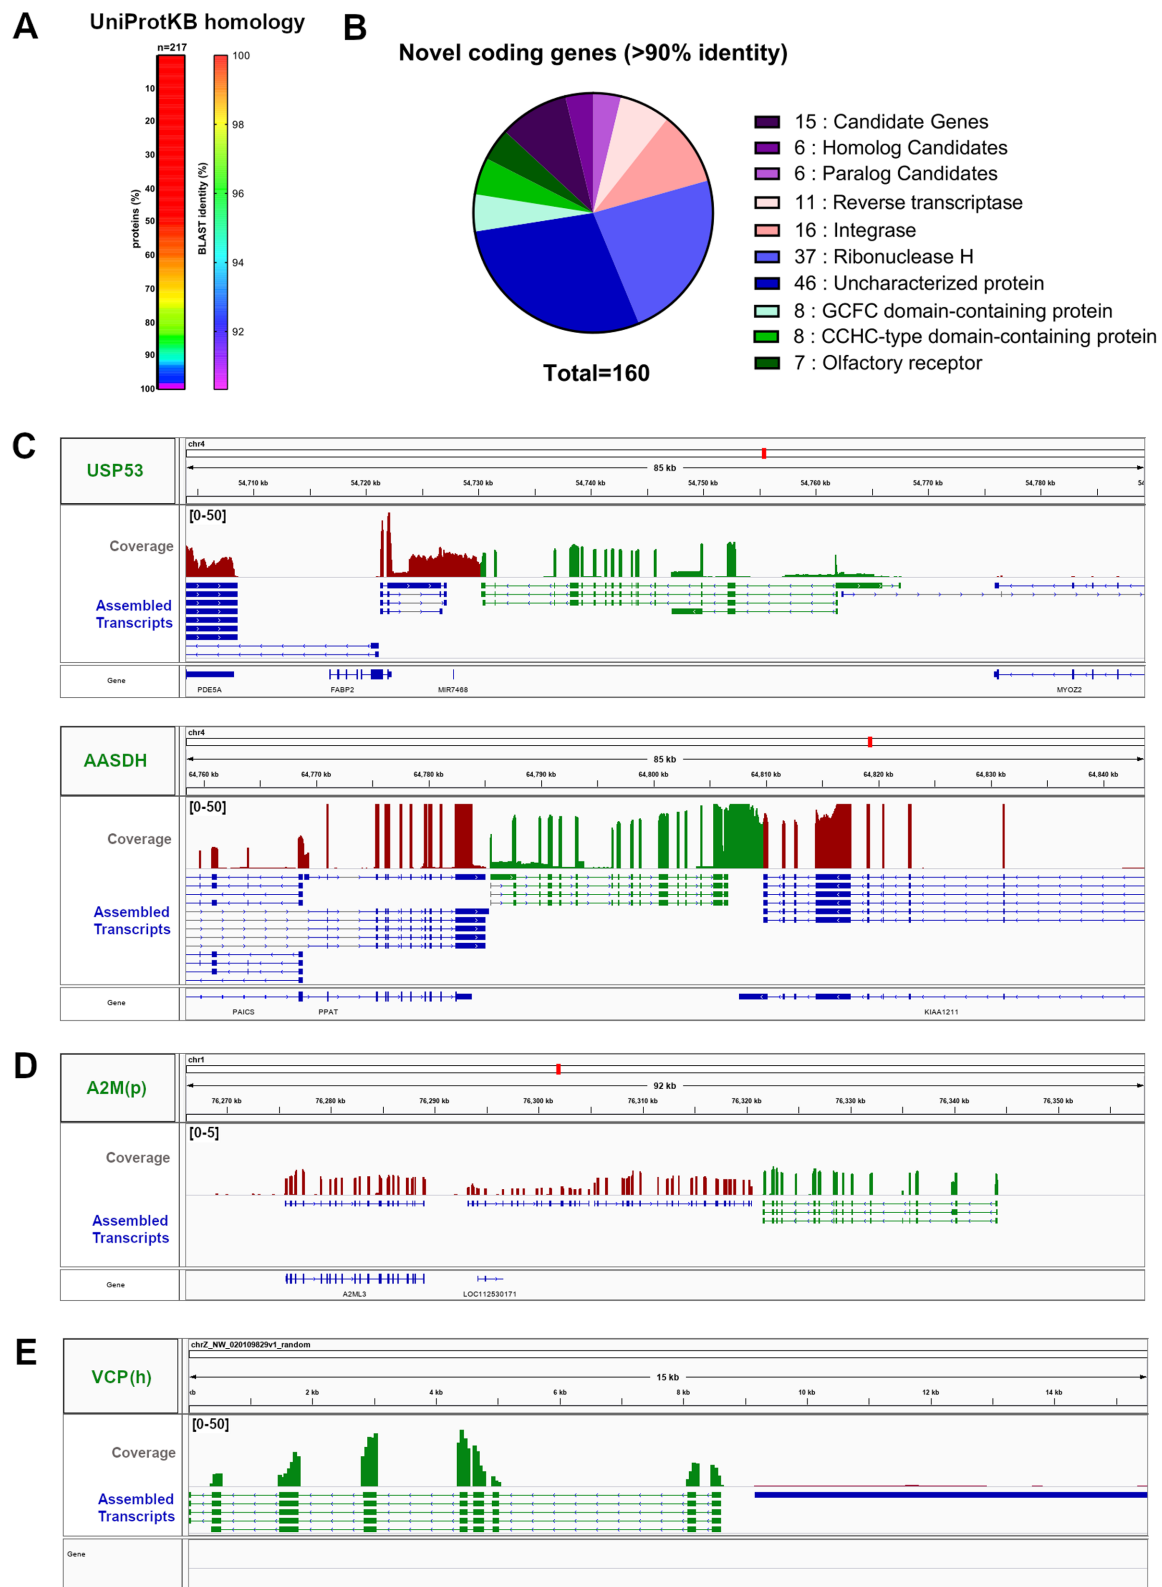 A
UniProtKB homology
n=217
10
20
30
40
50
60
70
80
90
100
proteins (%)
100
98
96
94
92
BLAST identity (%)
B
Novel coding genes (>90% identity)
15 : Candidate Genes
6 : Homolog Candidates
6 : Paralog Candidates
11 : Reverse transcriptase
16 : Integrase
37 : Ribonuclease H
46 : Uncharacterized protein
8 : GCFC domain-containing protein
8 : CCHC-type domain-containing protein
7 : Olfactory receptor
Total=160
C
USP53
chr4
85 kb
54,710 kb 54,720 kb 54,730 kb 54,740 kb 54,750 kb 54,760 kb 54,770 kb 54,780 kb 54
[0-50]
Coverage
Assembled
Transcripts
Gene
PDE5A FABP2 MIR7468 MYOZ2
AASDH
chr4
85 kb
64,760 kb 64,770 kb 64,780 kb 64,790 kb 64,800 kb 64,810 kb 64,820 kb 64,830 kb 64,840 kb
[0-50]
Coverage
Assembled
Transcripts
Gene
PAICS PPAT KIAA1211
D
A2M(p)
chr1
92 kb
76,270 kb 76,280 kb 76,290 kb 76,300 kb 76,310 kb 76,320 kb 76,330 kb 76,340 kb 76,350 kb
[0-5]
Coverage
Assembled
Transcripts
Gene
A2ML3 LOC112530171
E
VCP(h)
chrZ_NW_020109829v1_random
15 kb
kb 2 kb 4 kb 6 kb 8 kb 10 kb 12 kb 14 kb
[0-50]
Coverage
Assembled
Transcripts
Gene